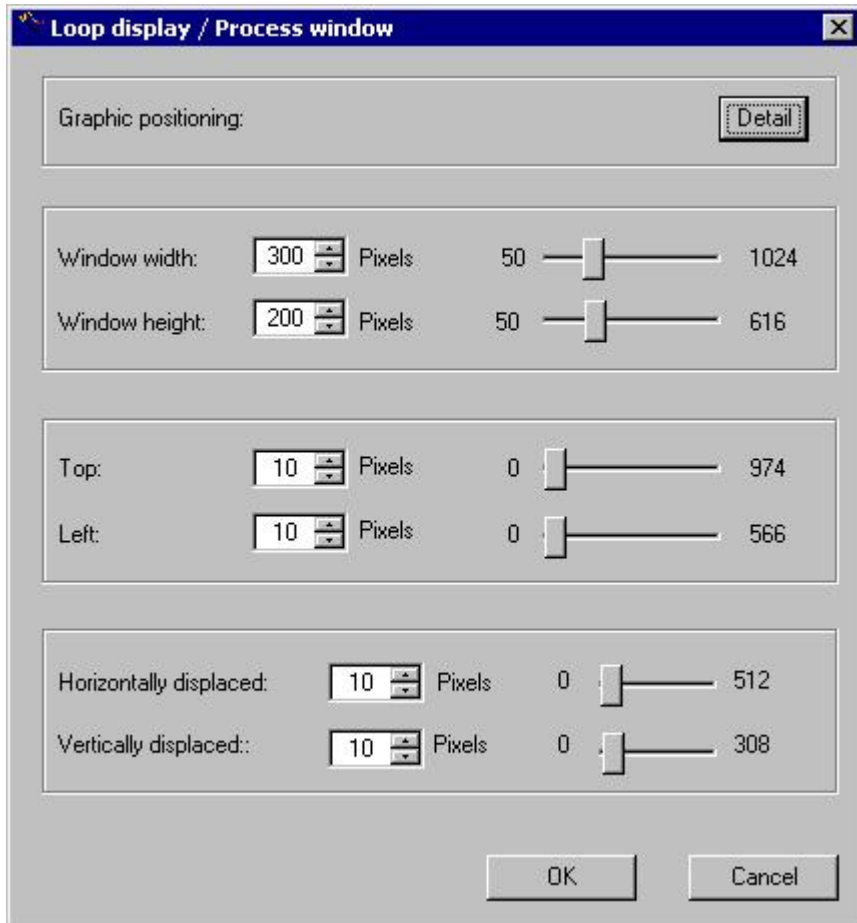 Loop display / Process window
Graphic positioning: Detail
Window width: 300 Pixels 50 1024
Window height: 200 Pixels 50 616
Top: 10 Pixels 0 974
Left: 10 Pixels 0 566
Horizontally displaced: 10 Pixels 0 512
Vertically displaced:: 10 Pixels 0 308
OK Cancel